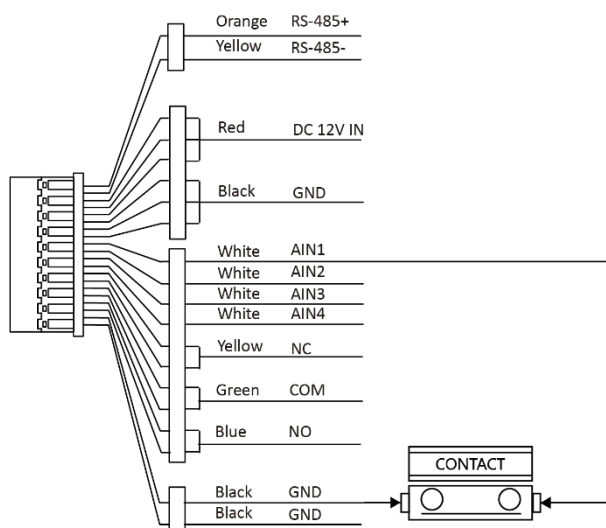 Orange RS-485+
Yellow RS-485-
Red DC 12V IN
Black GND
White AIN1
White AIN2
White AIN3
White AIN4
Yellow NC
Green COM
Blue NO
CONTACT
Black GND
Black GND